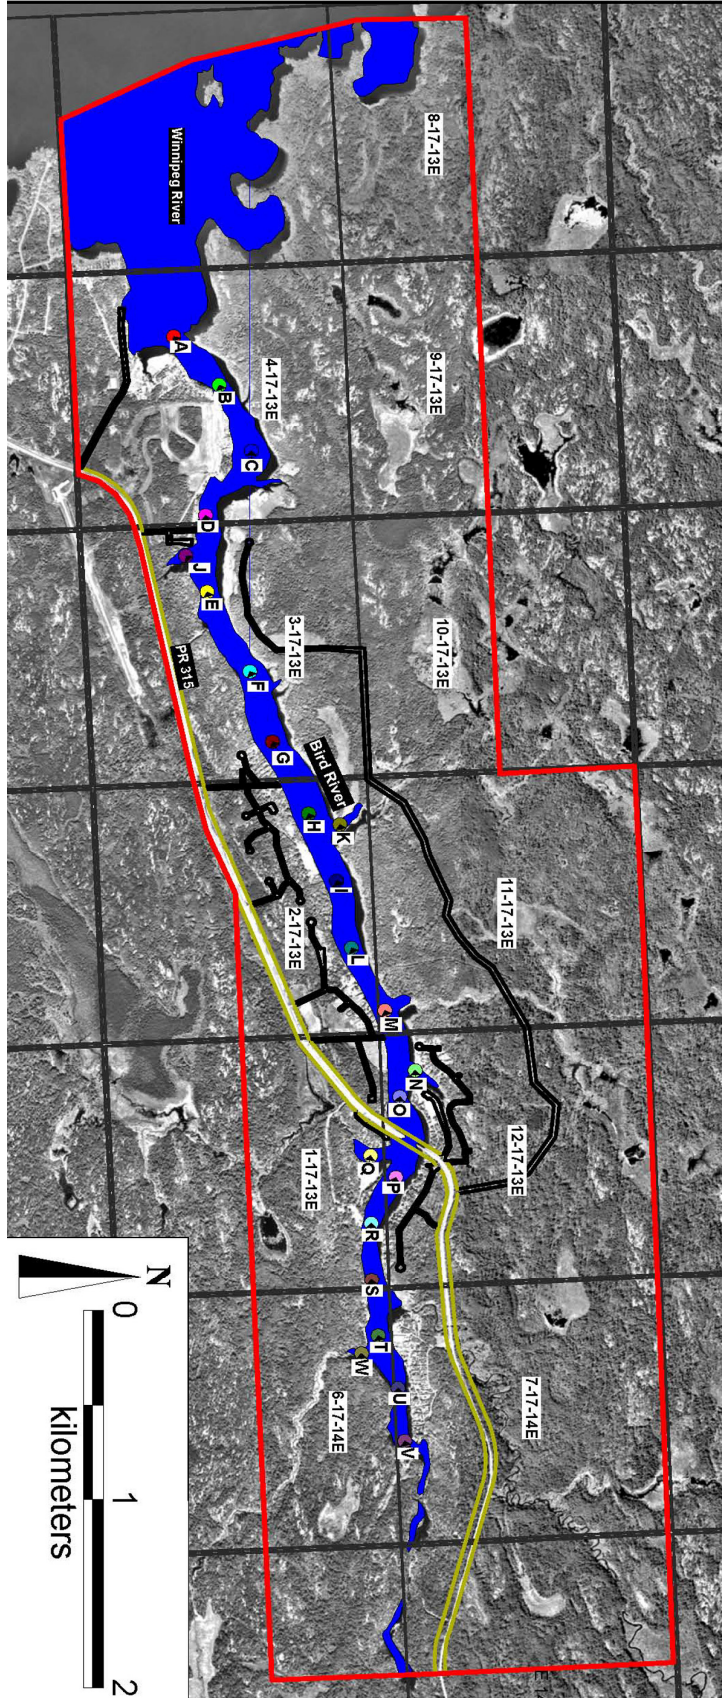 8-17-13E
Winnipeg River
9-17-13E
4-17-13E
A
B
C
D
J
E
10-17-13E
3-17-13E
PR 315
F
G
Bird River
H
K
I
11-17-13E
2-17-13E
L
M
N
O
12-17-13E
1-17-13E
Q
P
R
S
T
W
U
V
7-17-14E
6-17-14E
N
0 1 2
kilometers